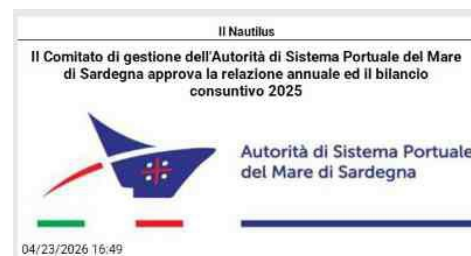 Il Nautilus
Il Comitato di gestione dell'Autorità di Sistema Portuale del Mare
di Sardegna approva la relazione annuale ed il bilancio
consuntivo 2025
Autorità di Sistema Portuale
del Mare di Sardegna
04/23/2026 16:49